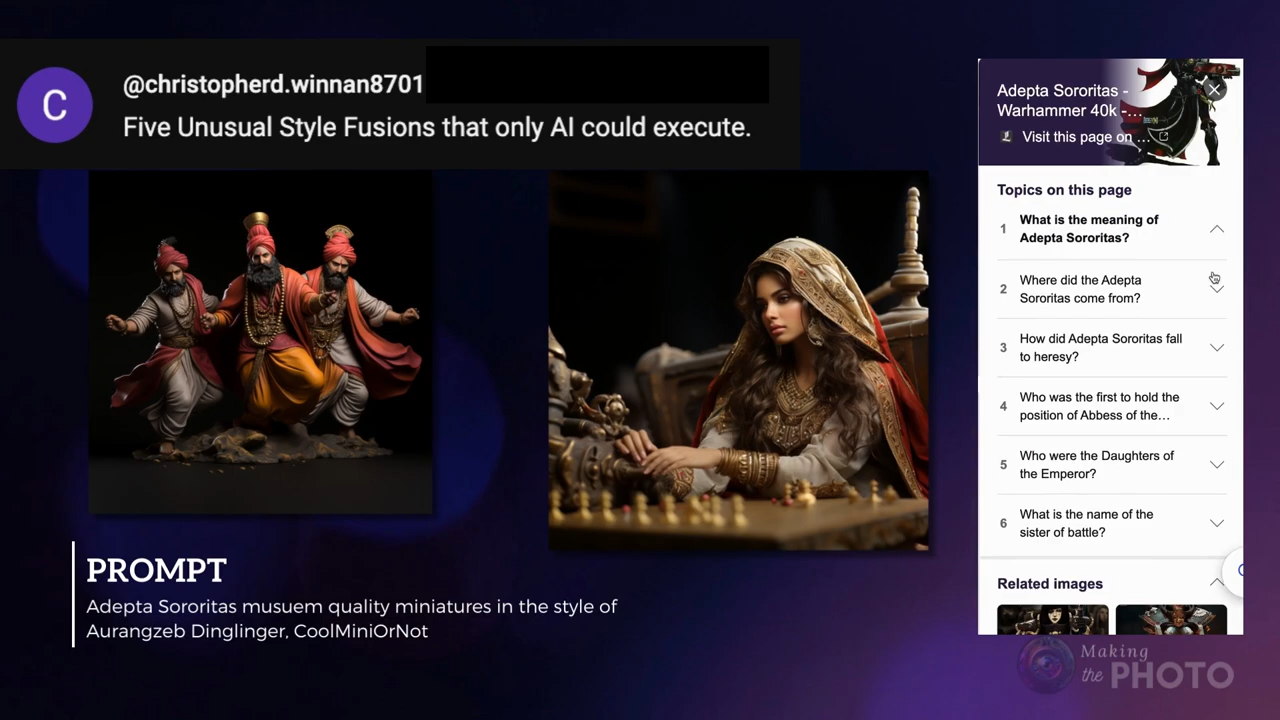 C
@christopherd.winnan8701
Five Unusual Style Fusions that only AI could execute.
PROMPT
Adepta Sororitas musuem quality miniatures in the style of
Aurangzeb Dinglinger, CoolMiniOrNot
Adepta Sororitas -
Warhammer 40k -...
Visit this page on ...
Topics on this page
1
What is the meaning of
Adepta Sororitas?
2
Where did the Adepta
Sororitas come from?
3
How did Adepta Sororitas fall
to heresy?
4
Who was the first to hold the
position of Abbess of the...
5
Who were the Daughters of
the Emperor?
6
What is the name of the
sister of battle?
Related images
Making
the PHOTO